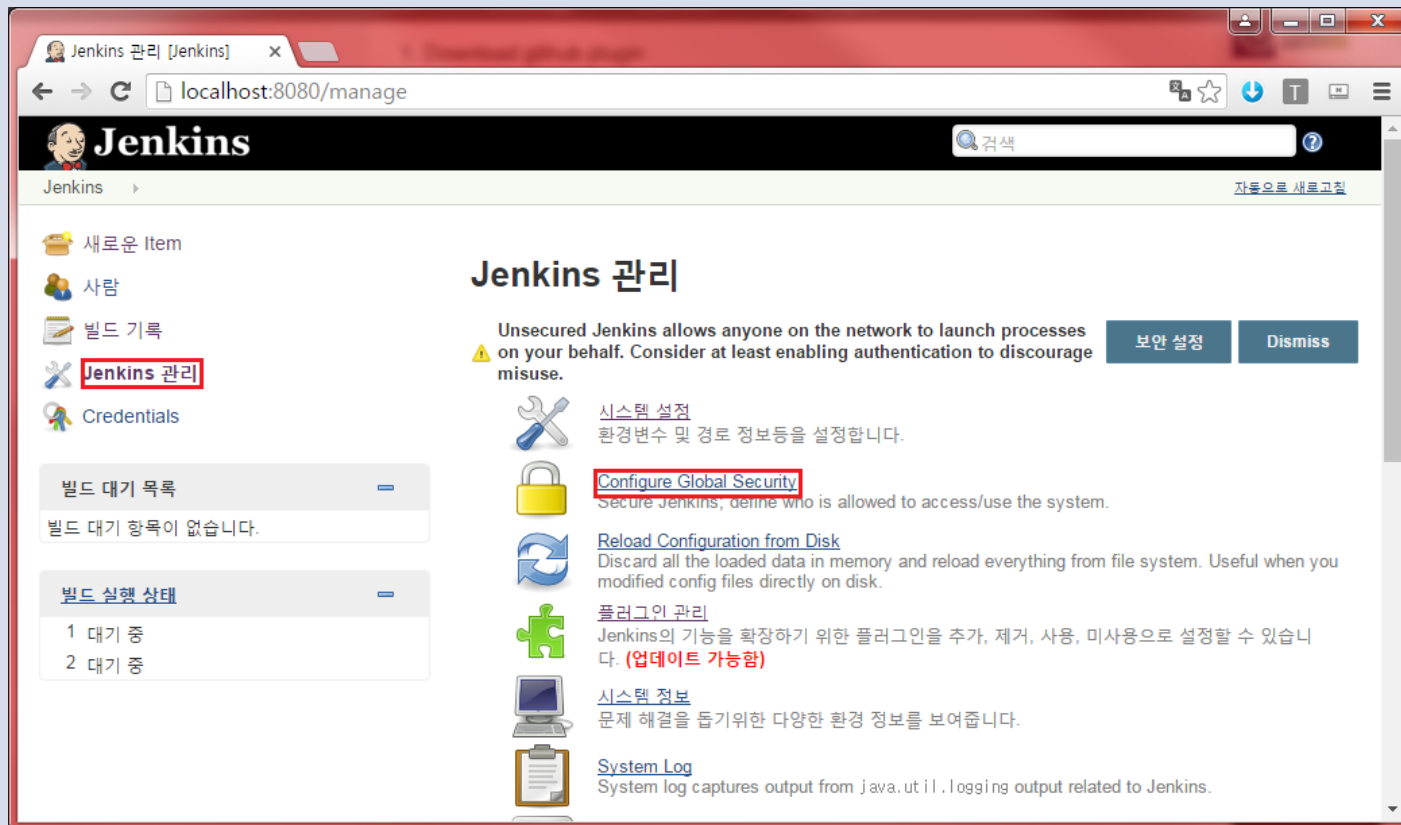 Jenkins 관리 [Jenkins]
1. Download github plugin
localhost:8080/manage
Jenkins
검색
Jenkins
자동으로 새로고침
새로운 Item
사람
빌드 기록
Jenkins 관리
Credentials
빌드 대기 목록
빌드 대기 항목이 없습니다.
빌드 실행 상태
1 대기 중
2 대기 중
Jenkins 관리
Unsecured Jenkins allows anyone on the network to launch processes
on your behalf. Consider at least enabling authentication to discourage
misuse.
보안 설정
Dismiss
시스템 설정
환경변수 및 경로 정보등을 설정합니다.
Configure Global Security
Secure Jenkins; define who is allowed to access/use the system.
Reload Configuration from Disk
Discard all the loaded data in memory and reload everything from file system. Useful when you
modified config files directly on disk.
플러그인 관리
Jenkins의 기능을 확장하기 위한 플러그인을 추가, 제거, 사용, 미사용으로 설정할 수 있습니
다. (업데이트 가능함)
시스템 정보
문제 해결을 돕기위한 다양한 환경 정보를 보여줍니다.
System Log
System log captures output from java.util.logging output related to Jenkins.